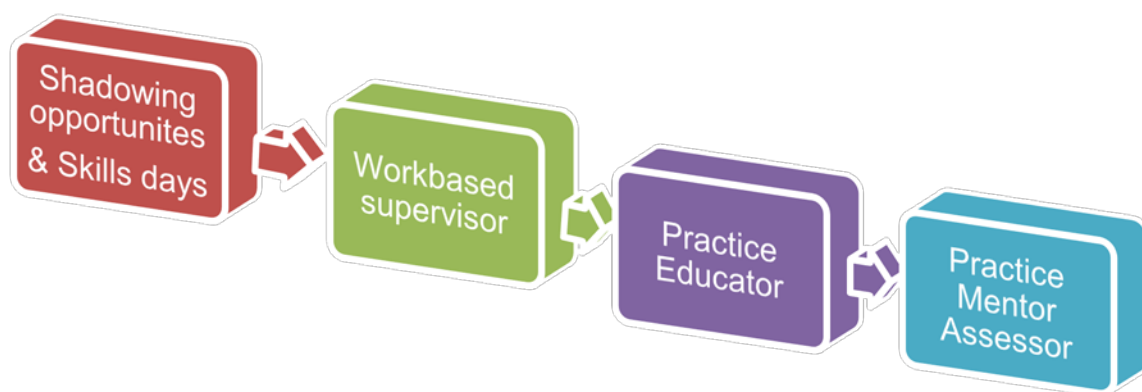 Shadowing
opportunites
& Skills days
Workbased
supervisor
Practice
Educator
Practice
Mentor
Assessor